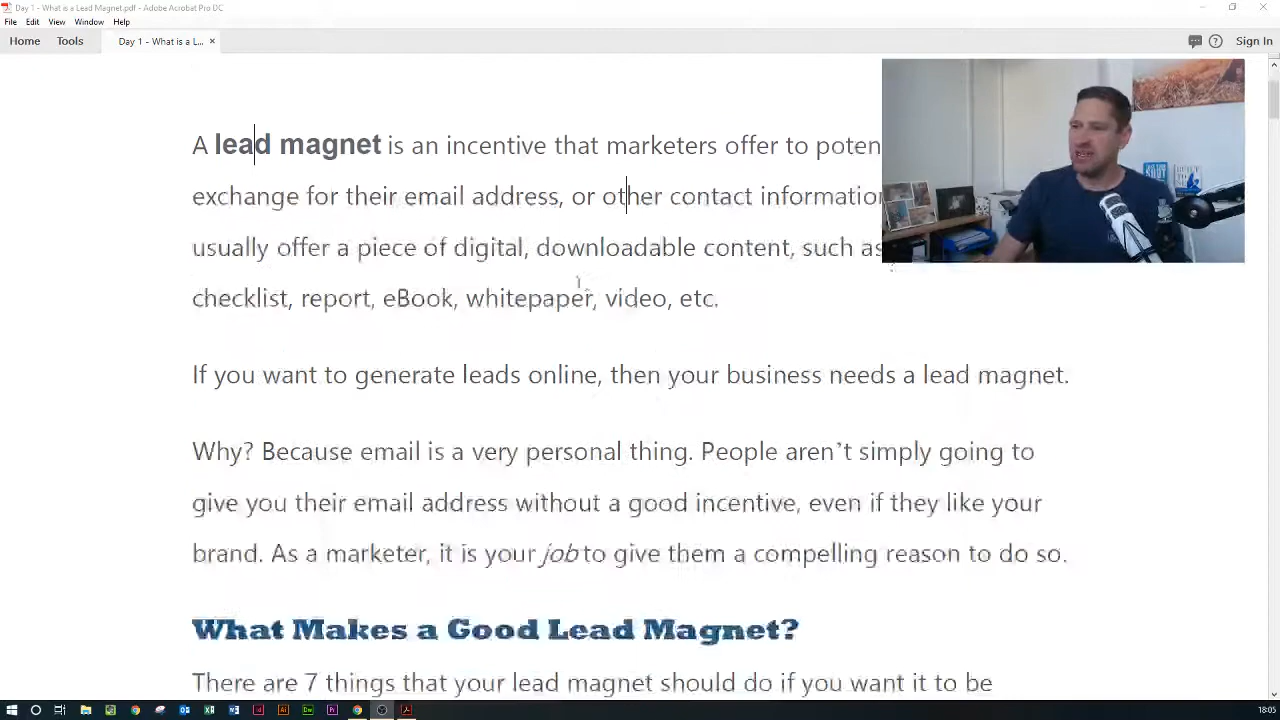 Day 1 - What is a Lead Magnet.pdf - Adobe Acrobat Pro DC
File Edit View Window Help
Home Tools Day 1 - What is a L... × Sign In
A lead magnet is an incentive that marketers offer to poten
exchange for their email address, or other contact information
usually offer a piece of digital, downloadable content, such as
checklist, report, eBook, whitepaper, video, etc.
If you want to generate leads online, then your business needs a lead magnet.
Why? Because email is a very personal thing. People aren't simply going to
give you their email address without a good incentive, even if they like your
brand. As a marketer, it is your job to give them a compelling reason to do so.
What Makes a Good Lead Magnet?
There are 7 things that your lead magnet should do if you want it to be
18:05